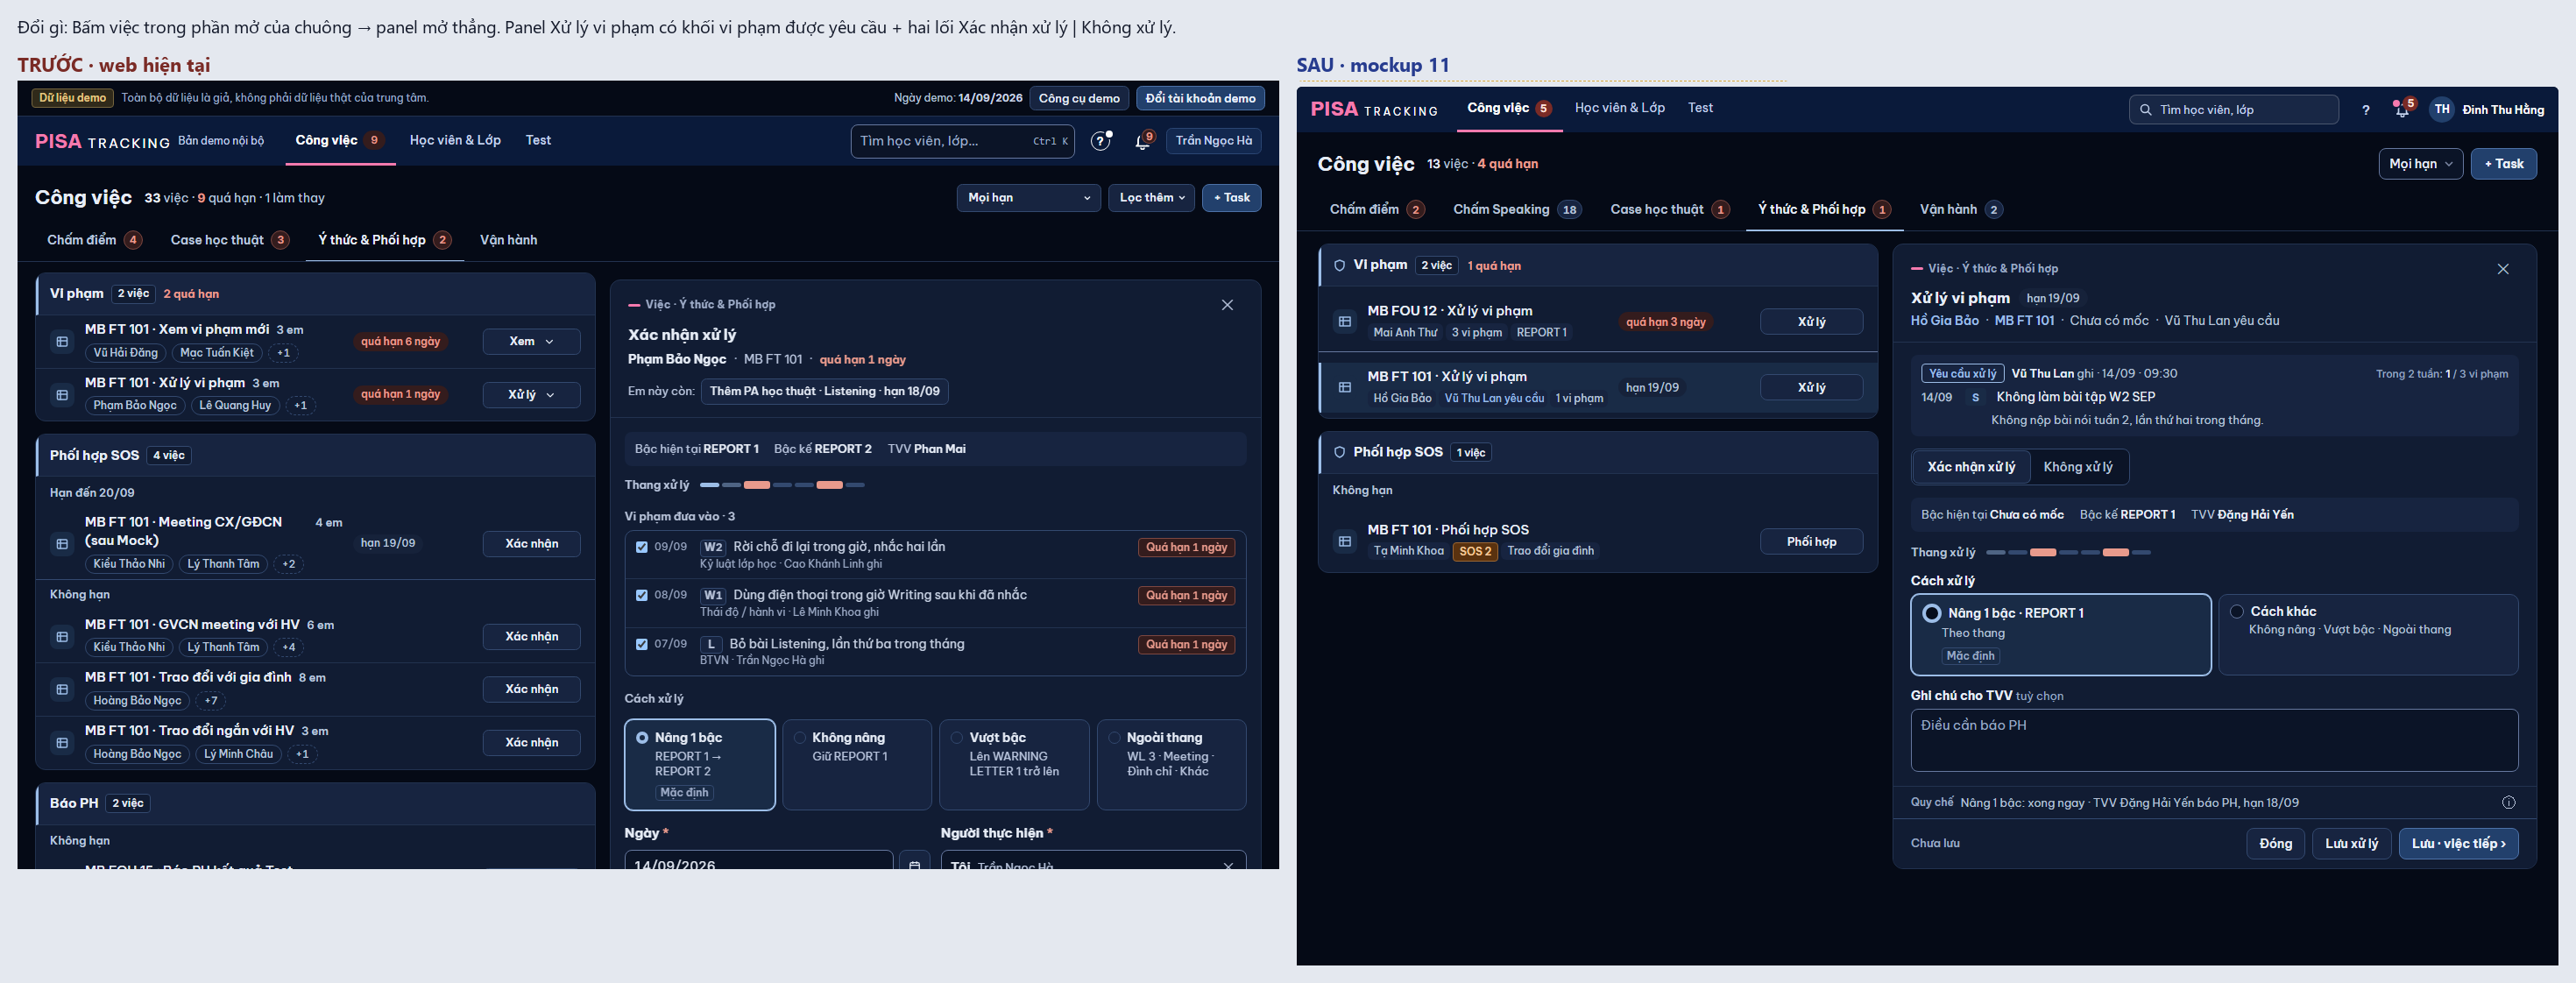 Đổi gì: Bấm việc trong phần mở của chuông → panel mở thẳng. Panel Xử lý vi phạm có khối vi phạm được yêu cầu + hai lối Xác nhận xử lý | Không xử lý.
TRƯỚC · web hiện tại
Dữ liệu demo Toàn bộ dữ liệu là giả, không phải dữ liệu thật của trung tâm. Ngày demo: 14/09/2026 Công cụ demo Đổi tài khoản demo
PISA TRACKING Bản demo nội bộ Công việc 9 Học viên & Lớp Test Tìm học viên, lớp... Ctrl K ? 9 Trần Ngọc Hà
Công việc 33 việc · 9 quá hạn · 1 làm thay Mọi hạn Lọc thêm + Task
Chấm điểm 4 Case học thuật 3 Ý thức & Phối hợp 2 Vận hành
Vi phạm 2 việc 2 quá hạn
MB FT 101 · Xem vi phạm mới 3 em quá hạn 6 ngày Xem
Vũ Hải Đăng Mạc Tuấn Kiệt +1
MB FT 101 · Xử lý vi phạm 3 em quá hạn 1 ngày Xử lý
Phạm Bảo Ngọc Lê Quang Huy +1
Phối hợp SOS 4 việc
Hạn đến 20/09
MB FT 101 · Meeting CX/GĐCN (sau Mock) 4 em hạn 19/09 Xác nhận
Kiều Thảo Nhi Lý Thanh Tâm +2
Không hạn
MB FT 101 · GVCN meeting với HV 6 em Xác nhận
Kiều Thảo Nhi Lý Thanh Tâm +4
MB FT 101 · Trao đổi với gia đình 8 em Xác nhận
Hoàng Bảo Ngọc +7
MB FT 101 · Trao đổi ngắn với HV 3 em Xác nhận
Hoàng Bảo Ngọc Lý Minh Châu +1
Báo PH 2 việc
Không hạn
Việc · Ý thức & Phối hợp
Xác nhận xử lý
Phạm Bảo Ngọc · MB FT 101 · quá hạn 1 ngày
Em này còn: Thêm PA học thuật · Listening · hạn 18/09
Bậc hiện tại REPORT 1 Bậc kế REPORT 2 TVV Phan Mai
Thang xử lý
Vi phạm đưa vào · 3
09/09 W2 Rời chỗ đi lại trong giờ, nhắc hai lần Quá hạn 1 ngày
Kỷ luật lớp học · Cao Khánh Linh ghi
08/09 W1 Dùng điện thoại trong giờ Writing sau khi đã nhắc Quá hạn 1 ngày
Thái độ / hành vi · Lê Minh Khoa ghi
07/09 L Bỏ bài Listening, lần thứ ba trong tháng Quá hạn 1 ngày
BTVN · Trần Ngọc Hà ghi
Cách xử lý
Nâng 1 bậc Không nâng Vượt bậc Ngoài thang
REPORT 1 → Giữ REPORT 1 Lên WARNING WL 3 · Meeting ·
REPORT 2 LETTER 1 trở lên Đình chỉ · Khác
Mặc định
Ngày * Người thực hiện *
14/09/2026 Tôi Trần Ngọc Hà
SAU · mockup 11
PISA TRACKING Công việc 5 Học viên & Lớp Test Tìm học viên, lớp ? 5 TH Đinh Thu Hằng
Công việc 13 việc · 4 quá hạn Mọi hạn + Task
Chấm điểm 2 Chấm Speaking 18 Case học thuật 1 Ý thức & Phối hợp 1 Vận hành 2
Vi phạm 2 việc 1 quá hạn
MB FOU 12 · Xử lý vi phạm quá hạn 3 ngày Xử lý
Mai Anh Thư 3 vi phạm REPORT 1
MB FT 101 · Xử lý vi phạm hạn 19/09 Xử lý
Hồ Gia Bảo Vũ Thu Lan yêu cầu 1 vi phạm
Phối hợp SOS 1 việc
Không hạn
MB FT 101 · Phối hợp SOS Phối hợp
Tạ Minh Khoa SOS 2 Trao đổi gia đình
Việc · Ý thức & Phối hợp
Xử lý vi phạm hạn 19/09
Hồ Gia Bảo · MB FT 101 · Chưa có mốc · Vũ Thu Lan yêu cầu
Yêu cầu xử lý Vũ Thu Lan ghi · 14/09 · 09:30 Trong 2 tuần: 1 / 3 vi phạm
14/09 S Không làm bài tập W2 SEP
Không nộp bài nói tuần 2, lần thứ hai trong tháng.
Xác nhận xử lý Không xử lý
Bậc hiện tại Chưa có mốc Bậc kế REPORT 1 TVV Đặng Hải Yến
Thang xử lý
Cách xử lý
Nâng 1 bậc · REPORT 1 Cách khác
Theo thang Không nâng · Vượt bậc · Ngoài thang
Mặc định
Ghi chú cho TVV tuỳ chọn
Điều cần báo PH
Quy chế Nâng 1 bậc: xong ngay · TVV Đặng Hải Yến báo PH, hạn 18/09
Chưa lưu Đóng Lưu xử lý Lưu · việc tiếp ›